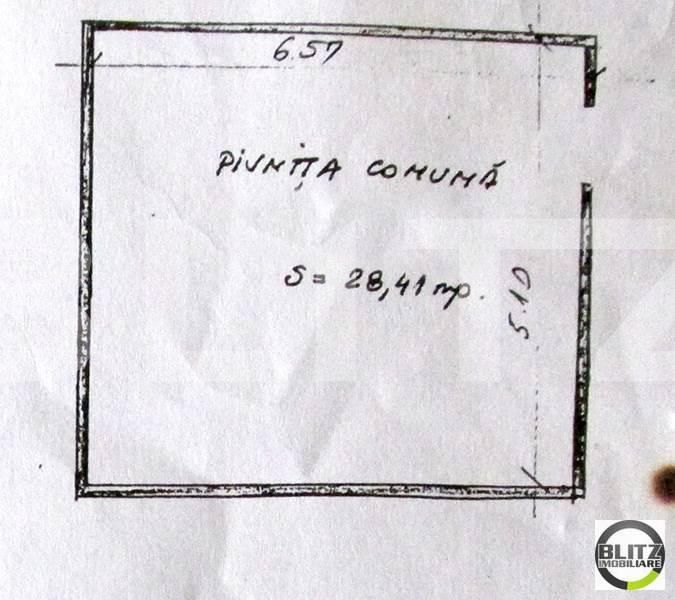 6.57
PIVNIȚA COMUNĂ
S = 28,41 mp.
5.10
BLITZ
IMOBILIARE